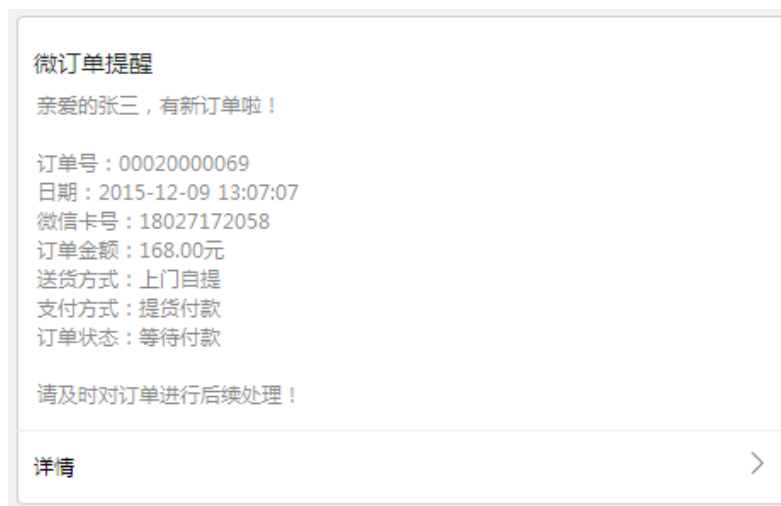 微订单提醒
亲爱的张三，有新订单啦！
订单号：00020000069
日期：2015-12-09 13:07:07
微信卡号：18027172058
订单金额：168.00元
送货方式：上门自提
支付方式：提货付款
订单状态：等待付款
请及时对订单进行后续处理！
详情